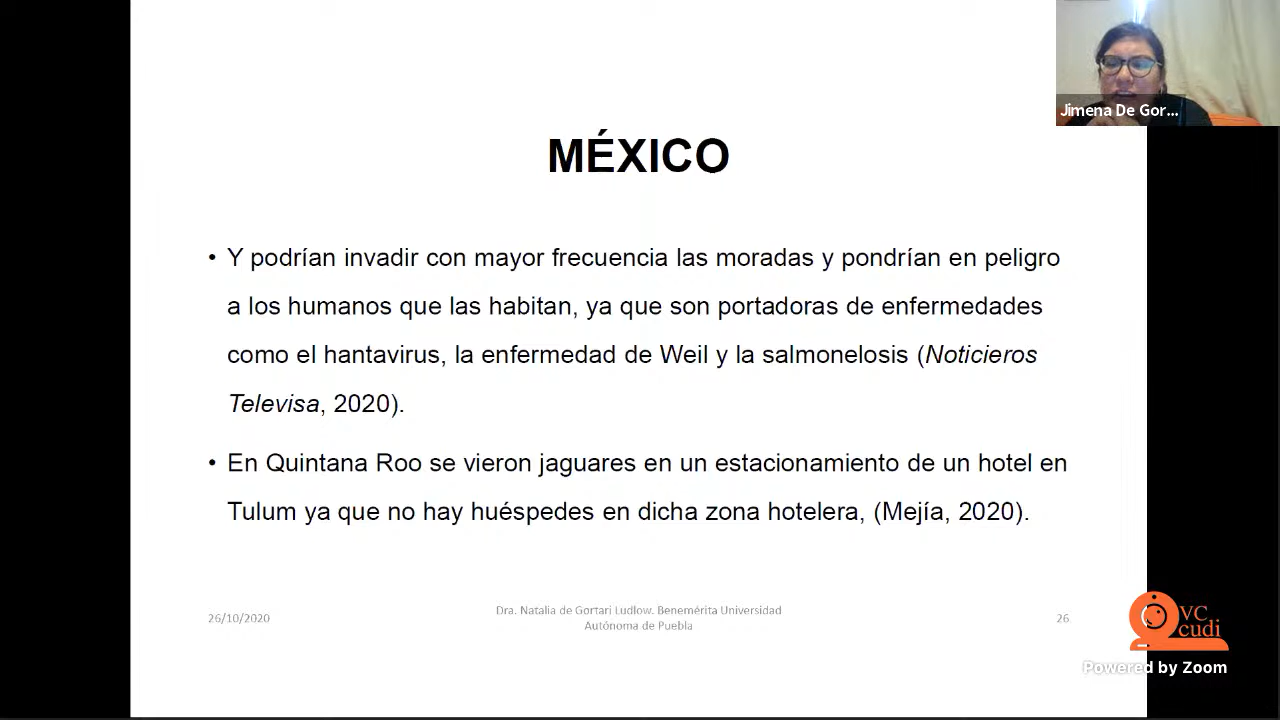 Jimena De Gor...
MÉXICO
• Y podrían invadir con mayor frecuencia las moradas y pondrían en peligro
a los humanos que las habitan, ya que son portadoras de enfermedades
como el hantavirus, la enfermedad de Weil y la salmonelosis (Noticieros
Televisa, 2020).
• En Quintana Roo se vieron jaguares en un estacionamiento de un hotel en
Tulum ya que no hay huéspedes en dicha zona hotelera, (Mejía, 2020).
26/10/2020
Dra. Natalia de Gortari Ludlow. Benemérita Universidad
Autónoma de Puebla
26
VC
cudi
Powered by Zoom